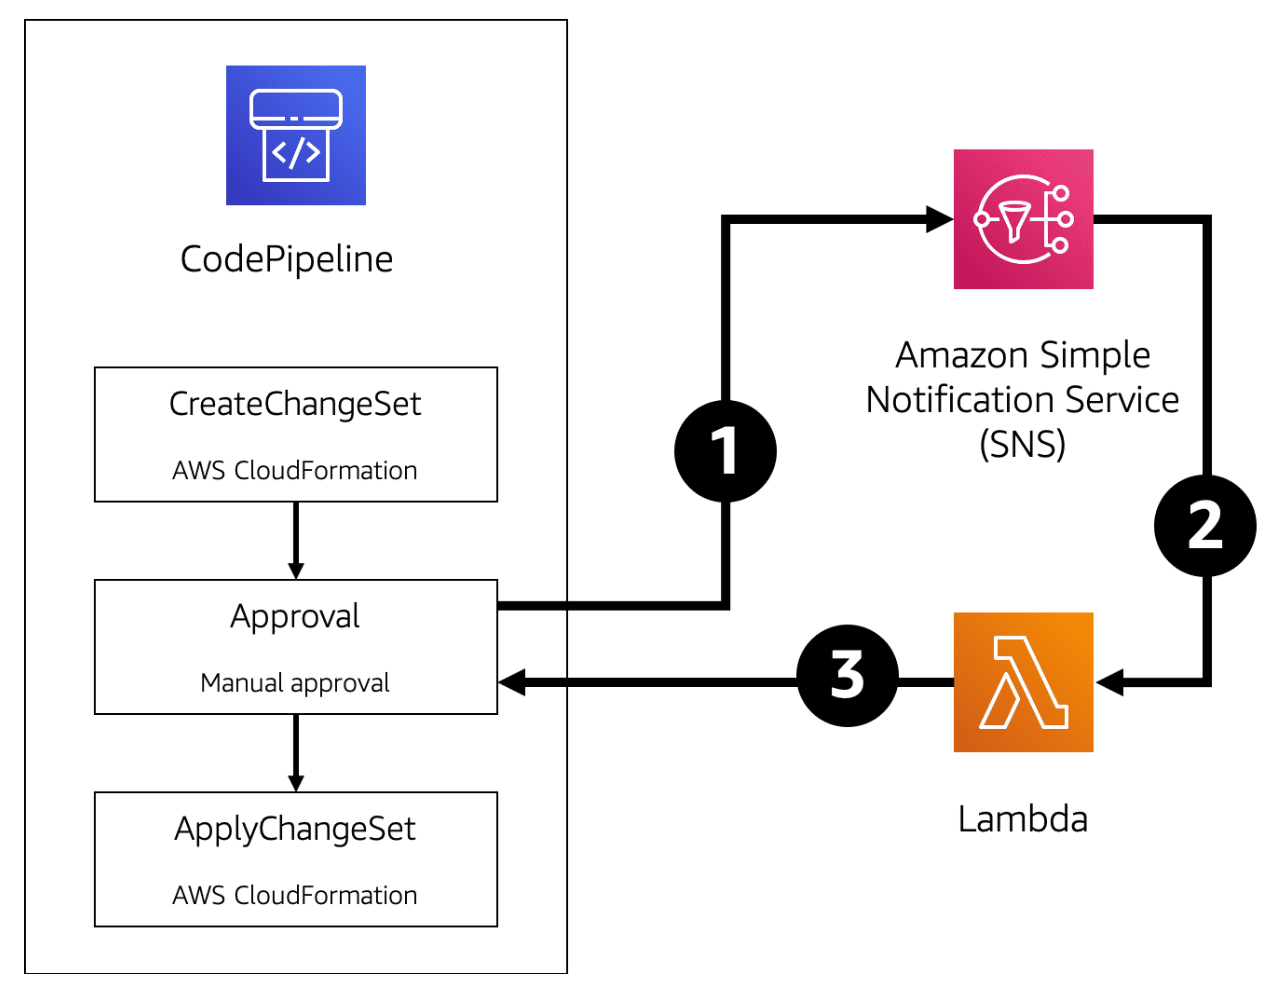 </>
CodePipeline
CreateChangeSet
AWS CloudFormation
Approval
Manual approval
ApplyChangeSet
AWS CloudFormation
1
Amazon Simple
Notification Service
(SNS)
2
3
Lambda